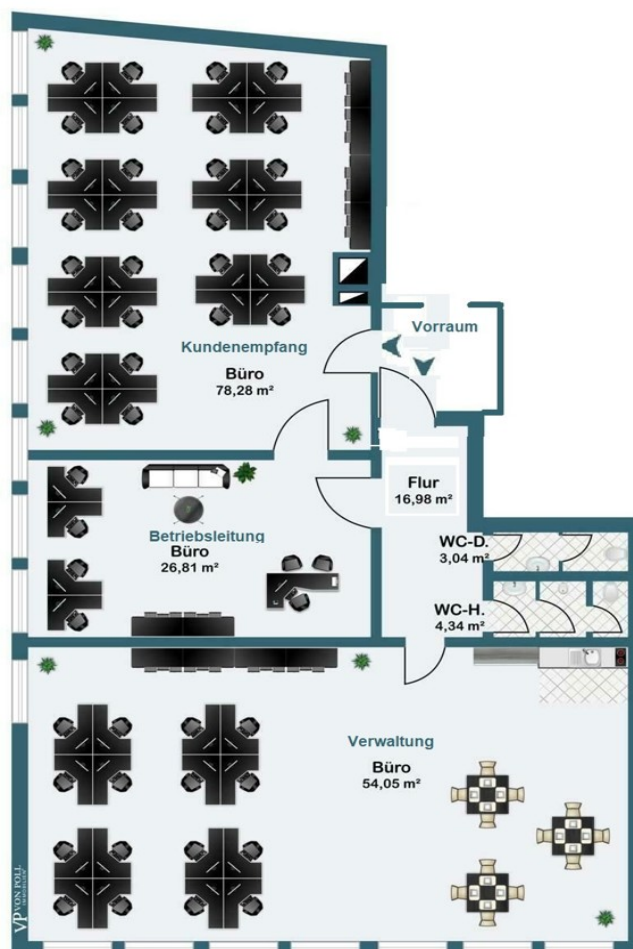 Vorraum
Kundenempfang
Büro
78,28 m²
Flur
16,98 m²
Betriebsleitung
Büro
26,81 m²
WC-D.
3,04 m²
WC-H.
4,34 m²
Verwaltung
Büro
54,05 m²
VP VON POLL
IMMOBILIEN